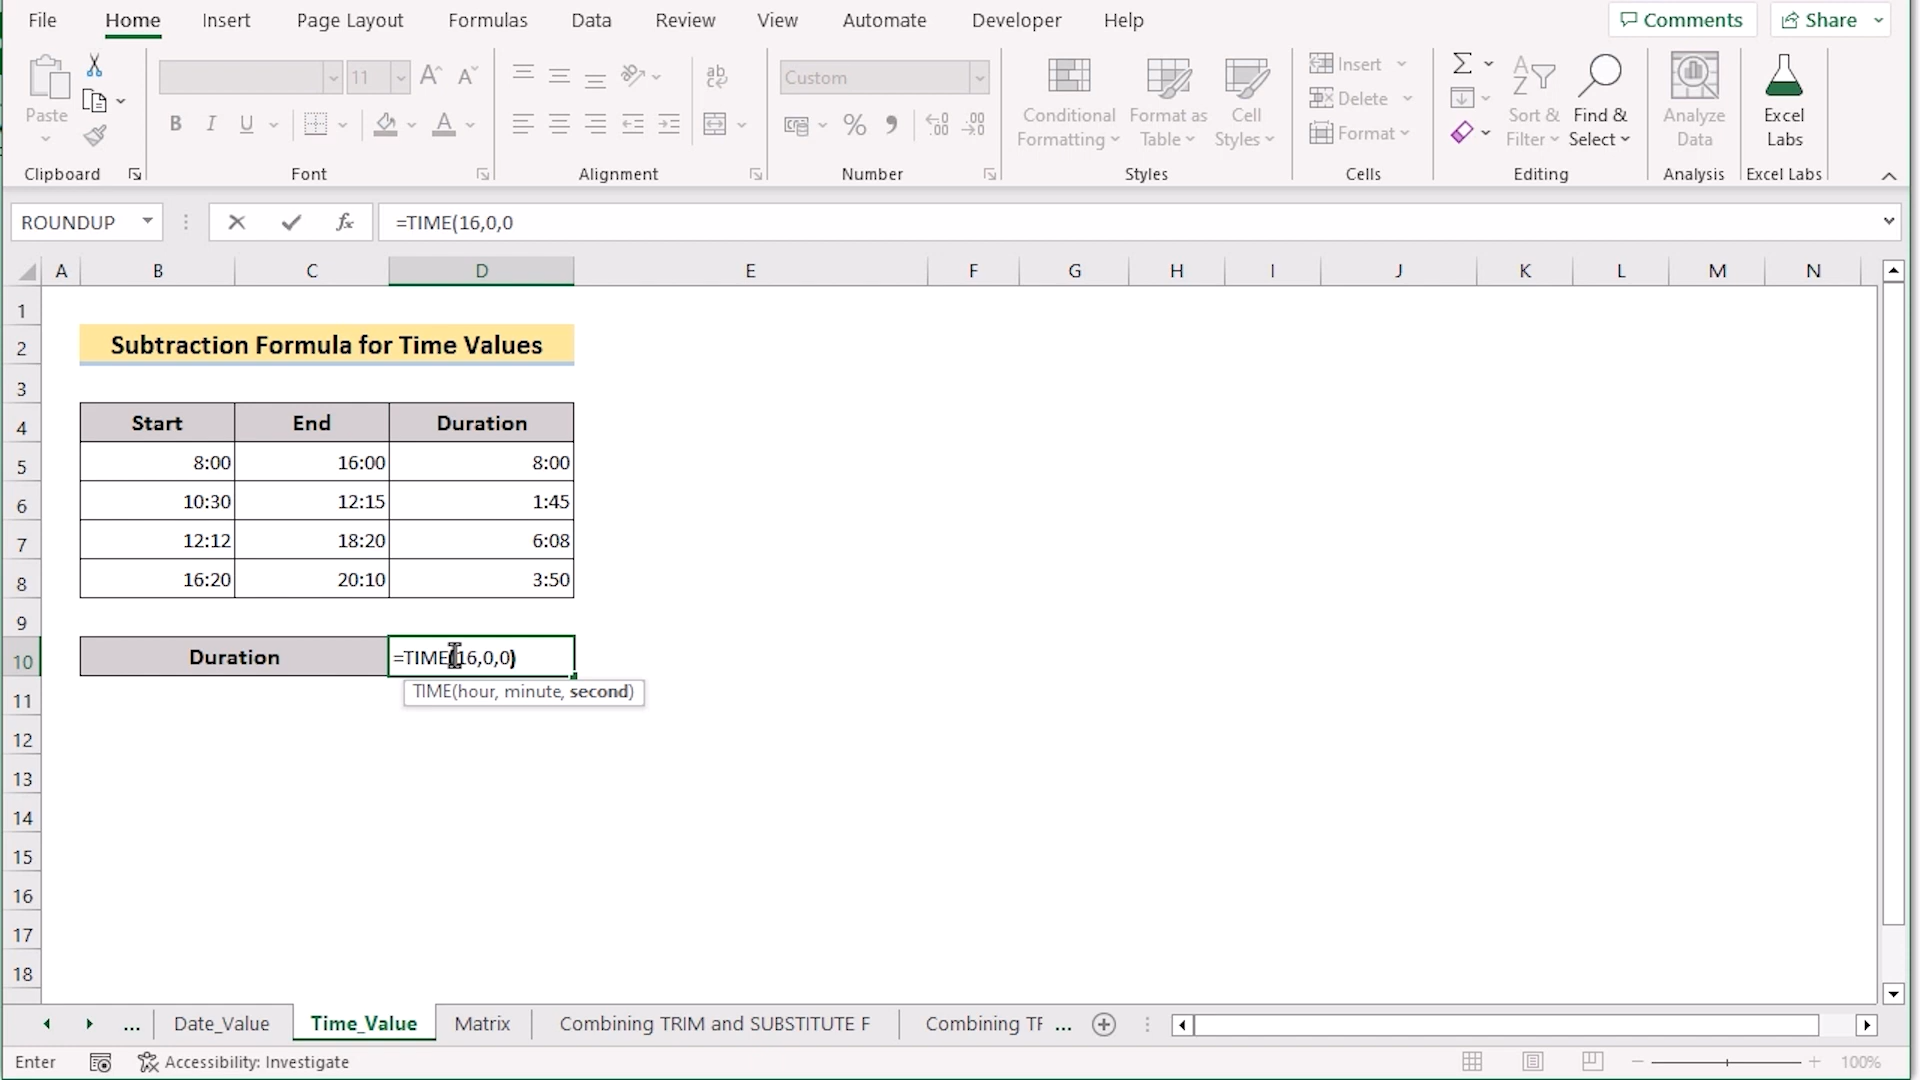 File Home Insert Page Layout Formulas Data Review View Automate Developer Help Comments Share
Paste
11
B I U
ab
Custom
%
Conditional Formatting
Format as Table
Cell Styles
Insert
Delete
Format
Sort & Filter
Find & Select
Analyze Data
Excel Labs
Clipboard Font Alignment Number Styles Cells Editing Analysis Excel Labs
ROUNDUP fx =TIME(16,0,0
A B C D E F G H I J K L M N
1
2 Subtraction Formula for Time Values
3
4 Start End Duration
5 8:00 16:00 8:00
6 10:30 12:15 1:45
7 12:12 18:20 6:08
8 16:20 20:10 3:50
9
10 Duration =TIME(16,0,0)
TIME(hour, minute, second)
11
12
13
14
15
16
17
18
... Date_Value Time_Value Matrix Combining TRIM and SUBSTITUTE F Combining TF ...
Enter Accessibility: Investigate 100%